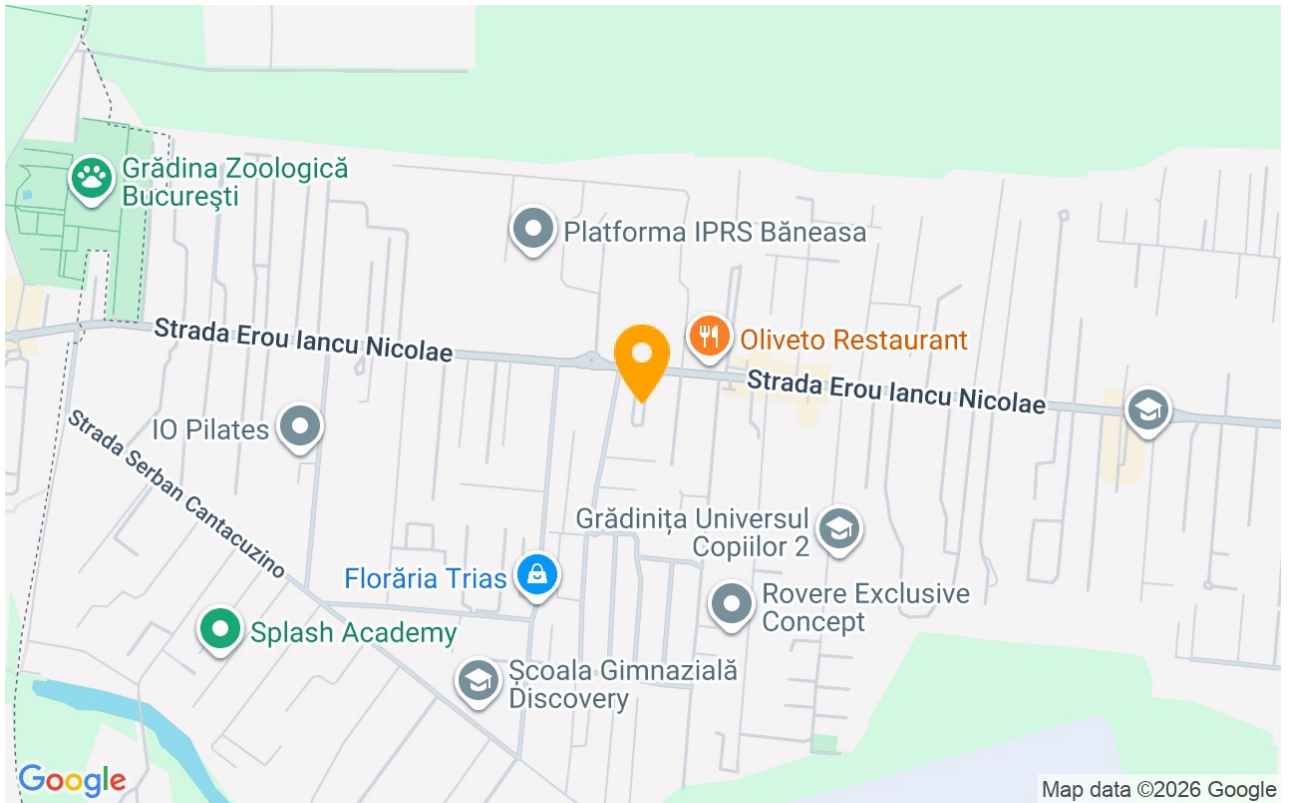 Grădina Zoologică
Bucureşti
Platforma IPRS Băneasa
Strada Erou Iancu Nicolae
Oliveto Restaurant
Strada Erou Iancu Nicolae
IO Pilates
Strada Serban Cantacuzino
Grădinița Universul
Copiilor 2
Florăria Trias
Rovere Exclusive
Concept
Splash Academy
Școala Gimnazială
Discovery
Google
Map data ©2026 Google